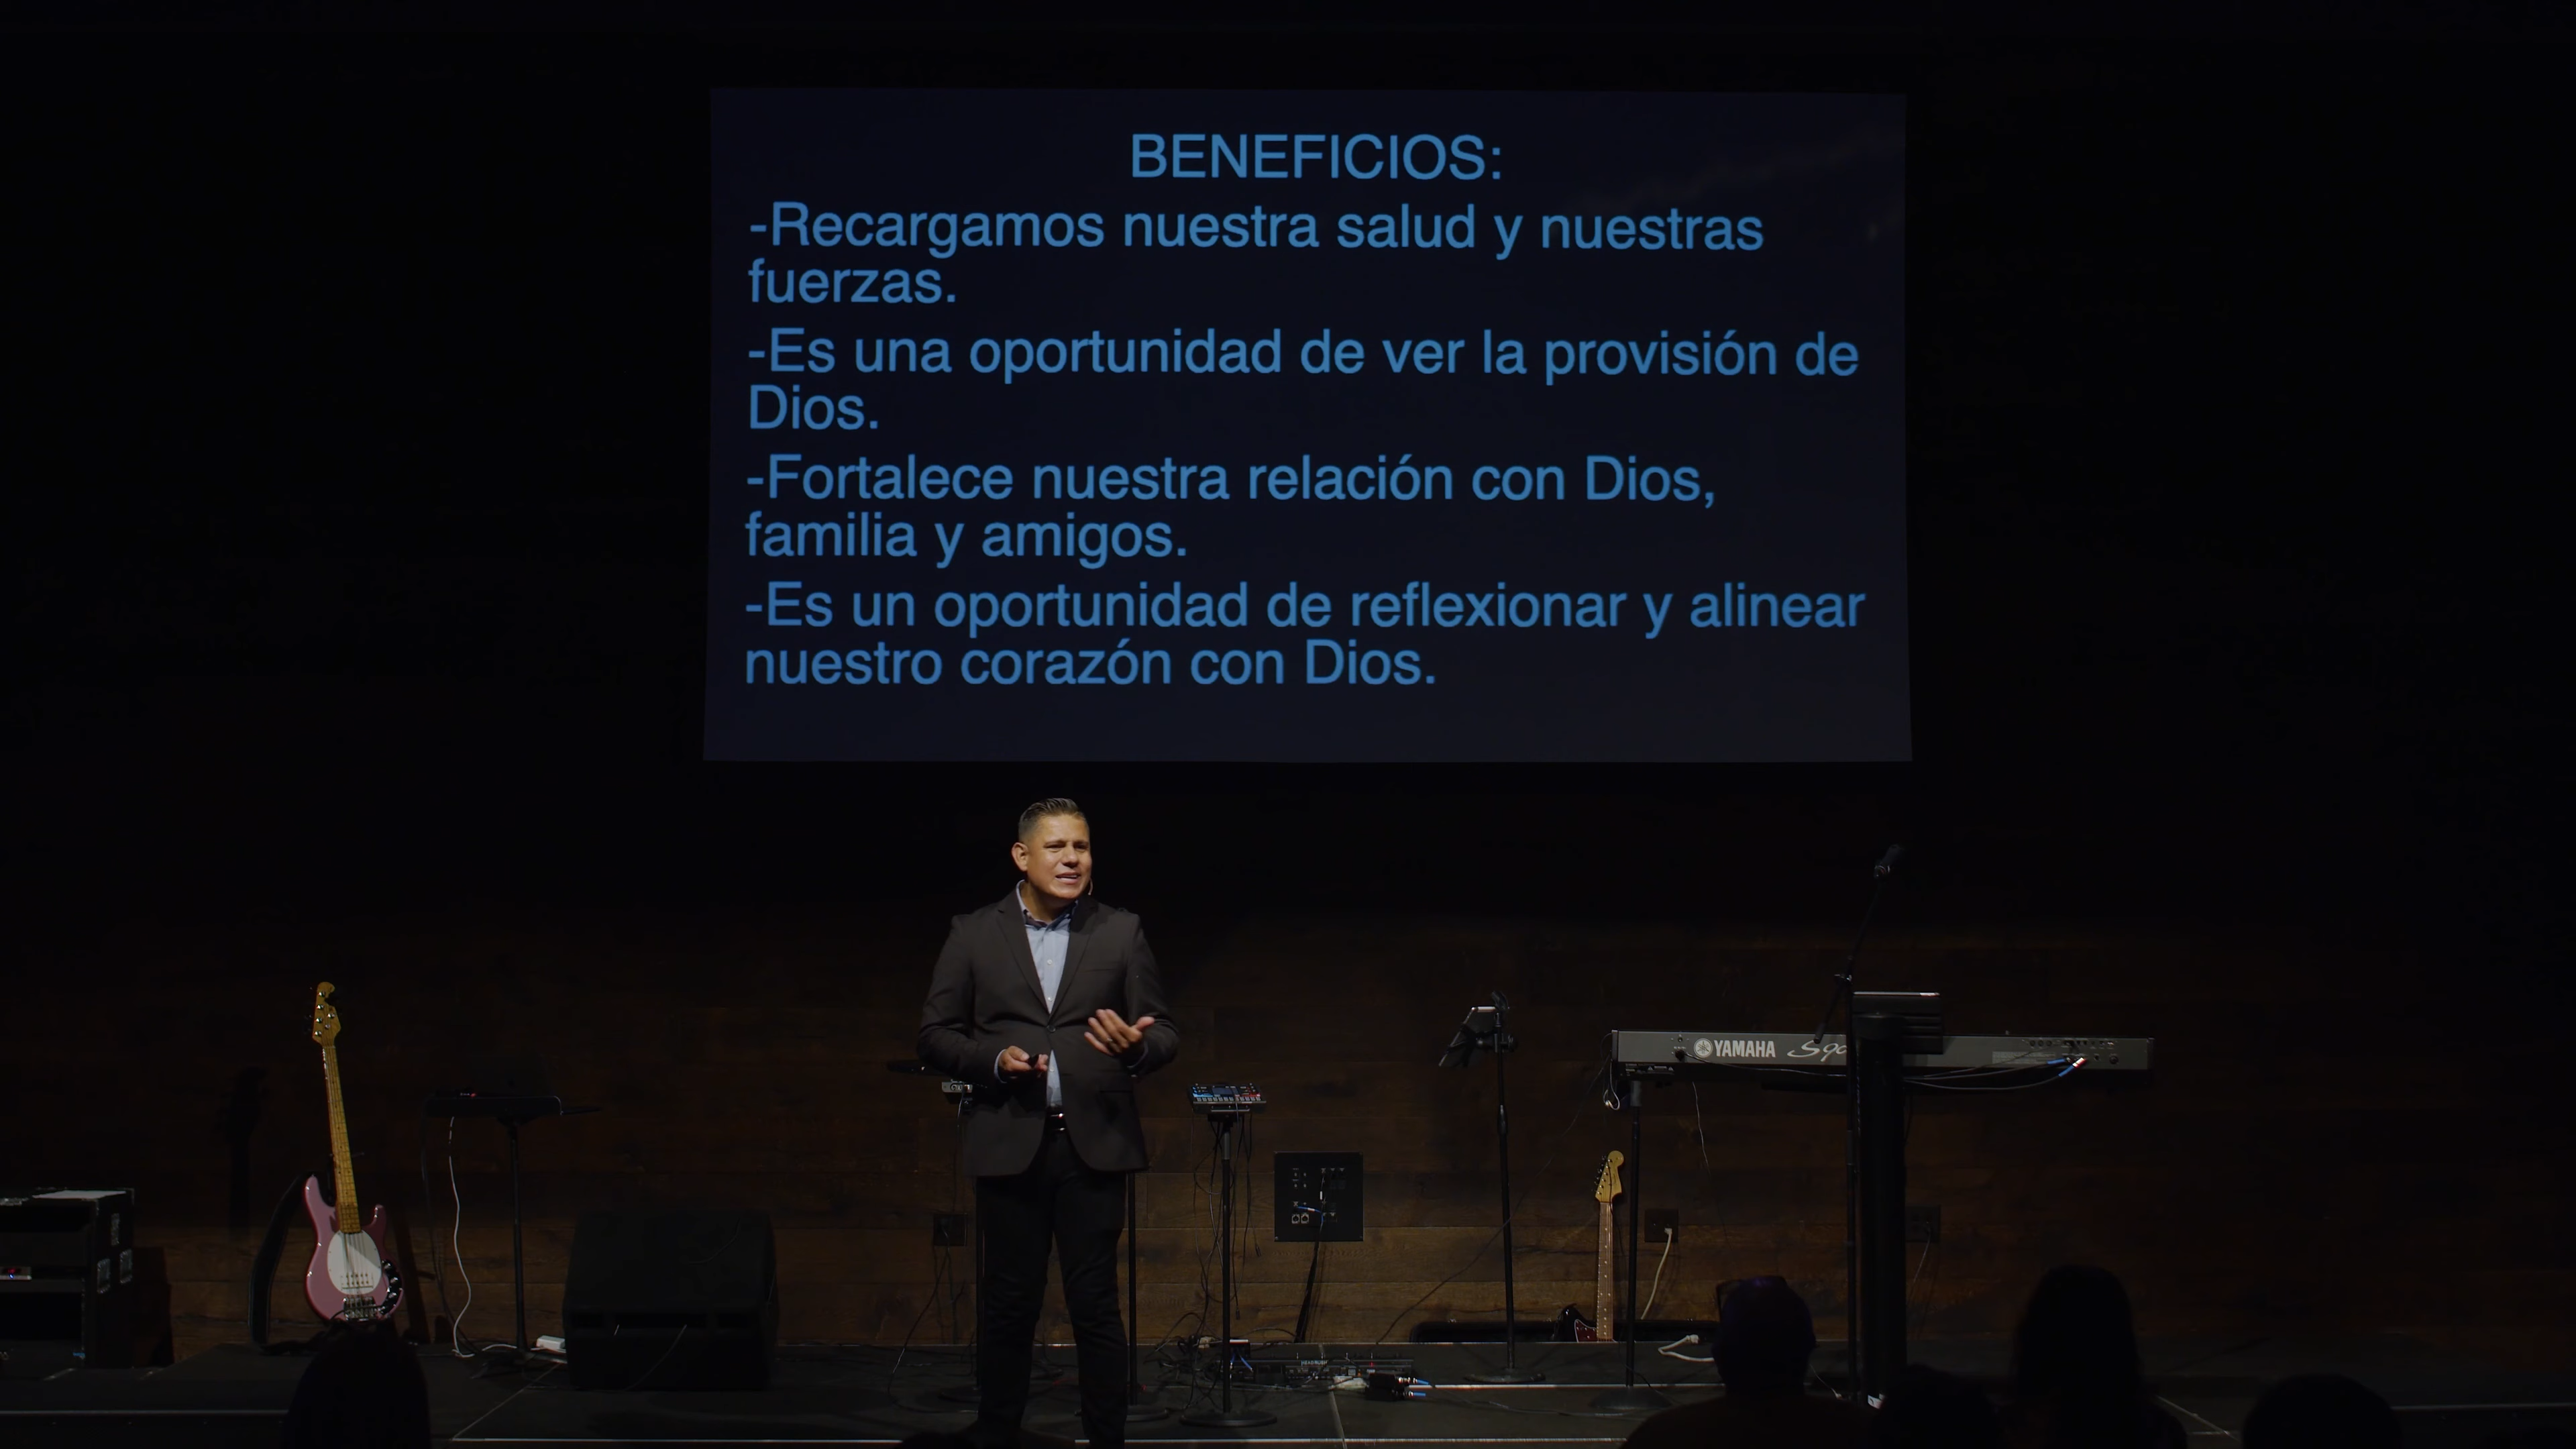 BENEFICIOS:
-Recargamos nuestra salud y nuestras
fuerzas.
-Es una oportunidad de ver la provisión de
Dios.
-Fortalece nuestra relación con Dios,
familia y amigos.
-Es un oportunidad de reflexionar y alinear
nuestro corazón con Dios.
YAMAHA S90